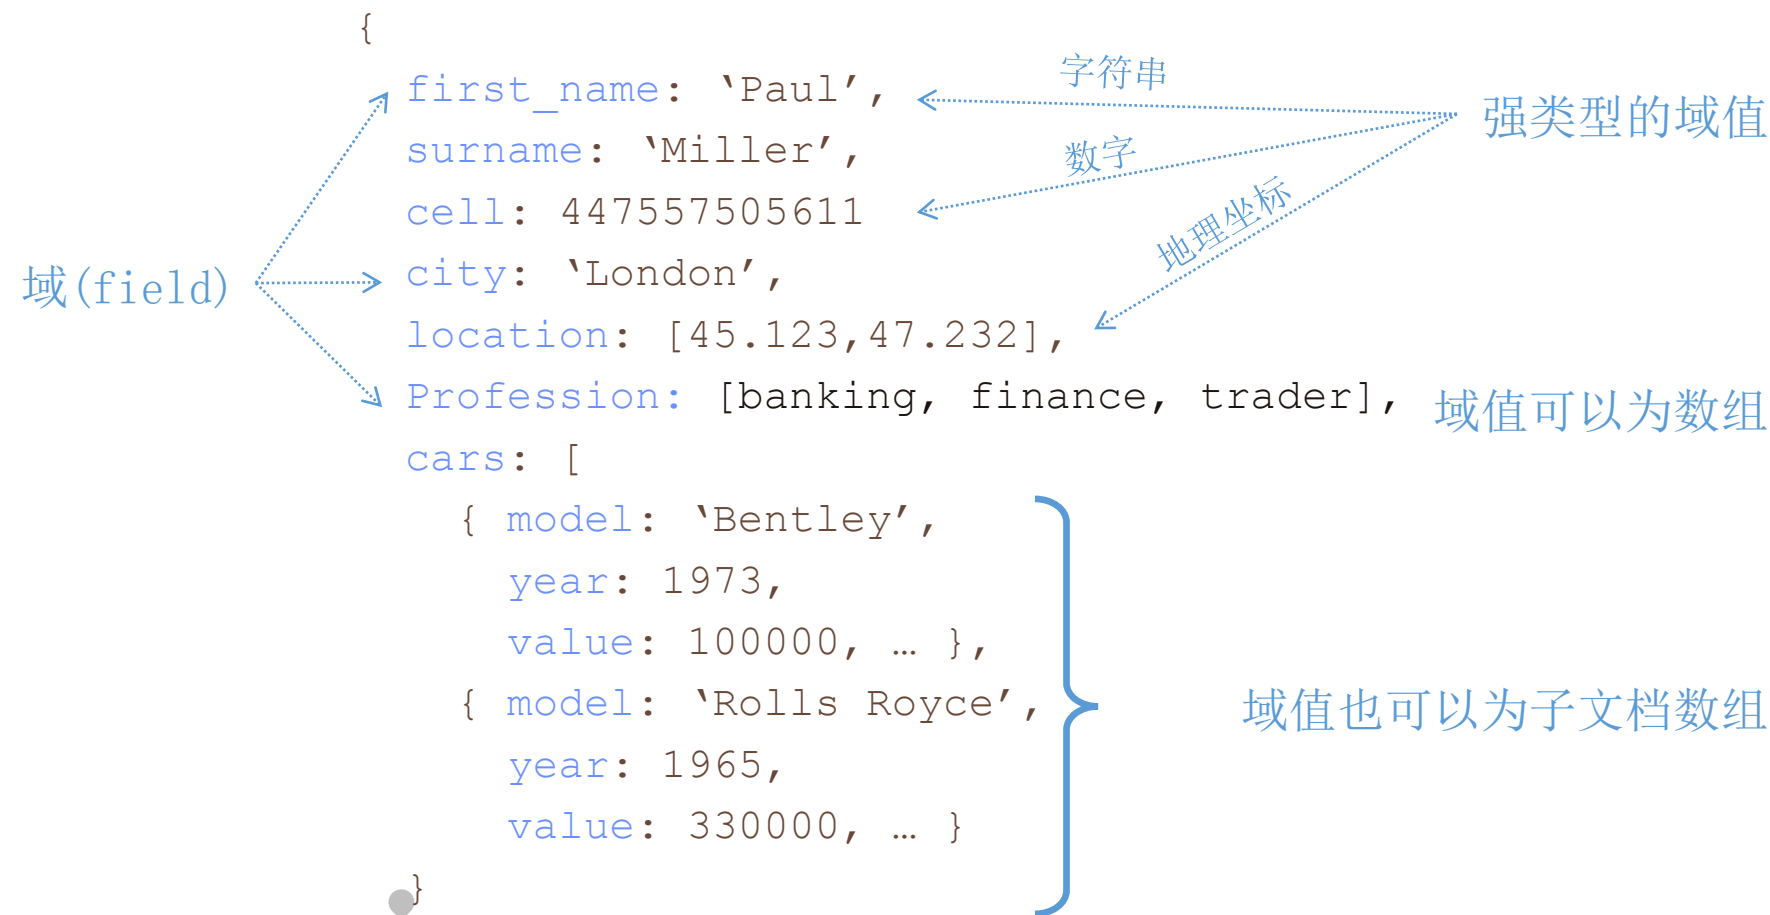 {
first_name: ‘Paul’,
字符串
强类型的域值
surname: ‘Miller’,
数字
cell: 447557505611
地理坐标
域(field)
city: ‘London’,
location: [45.123,47.232],
Profession: [banking, finance, trader],
域值可以为数组
cars: [
{ model: ‘Bentley’,
year: 1973,
value: 100000, … },
{ model: ‘Rolls Royce’,
域值也可以为子文档数组
year: 1965,
value: 330000, … }
}